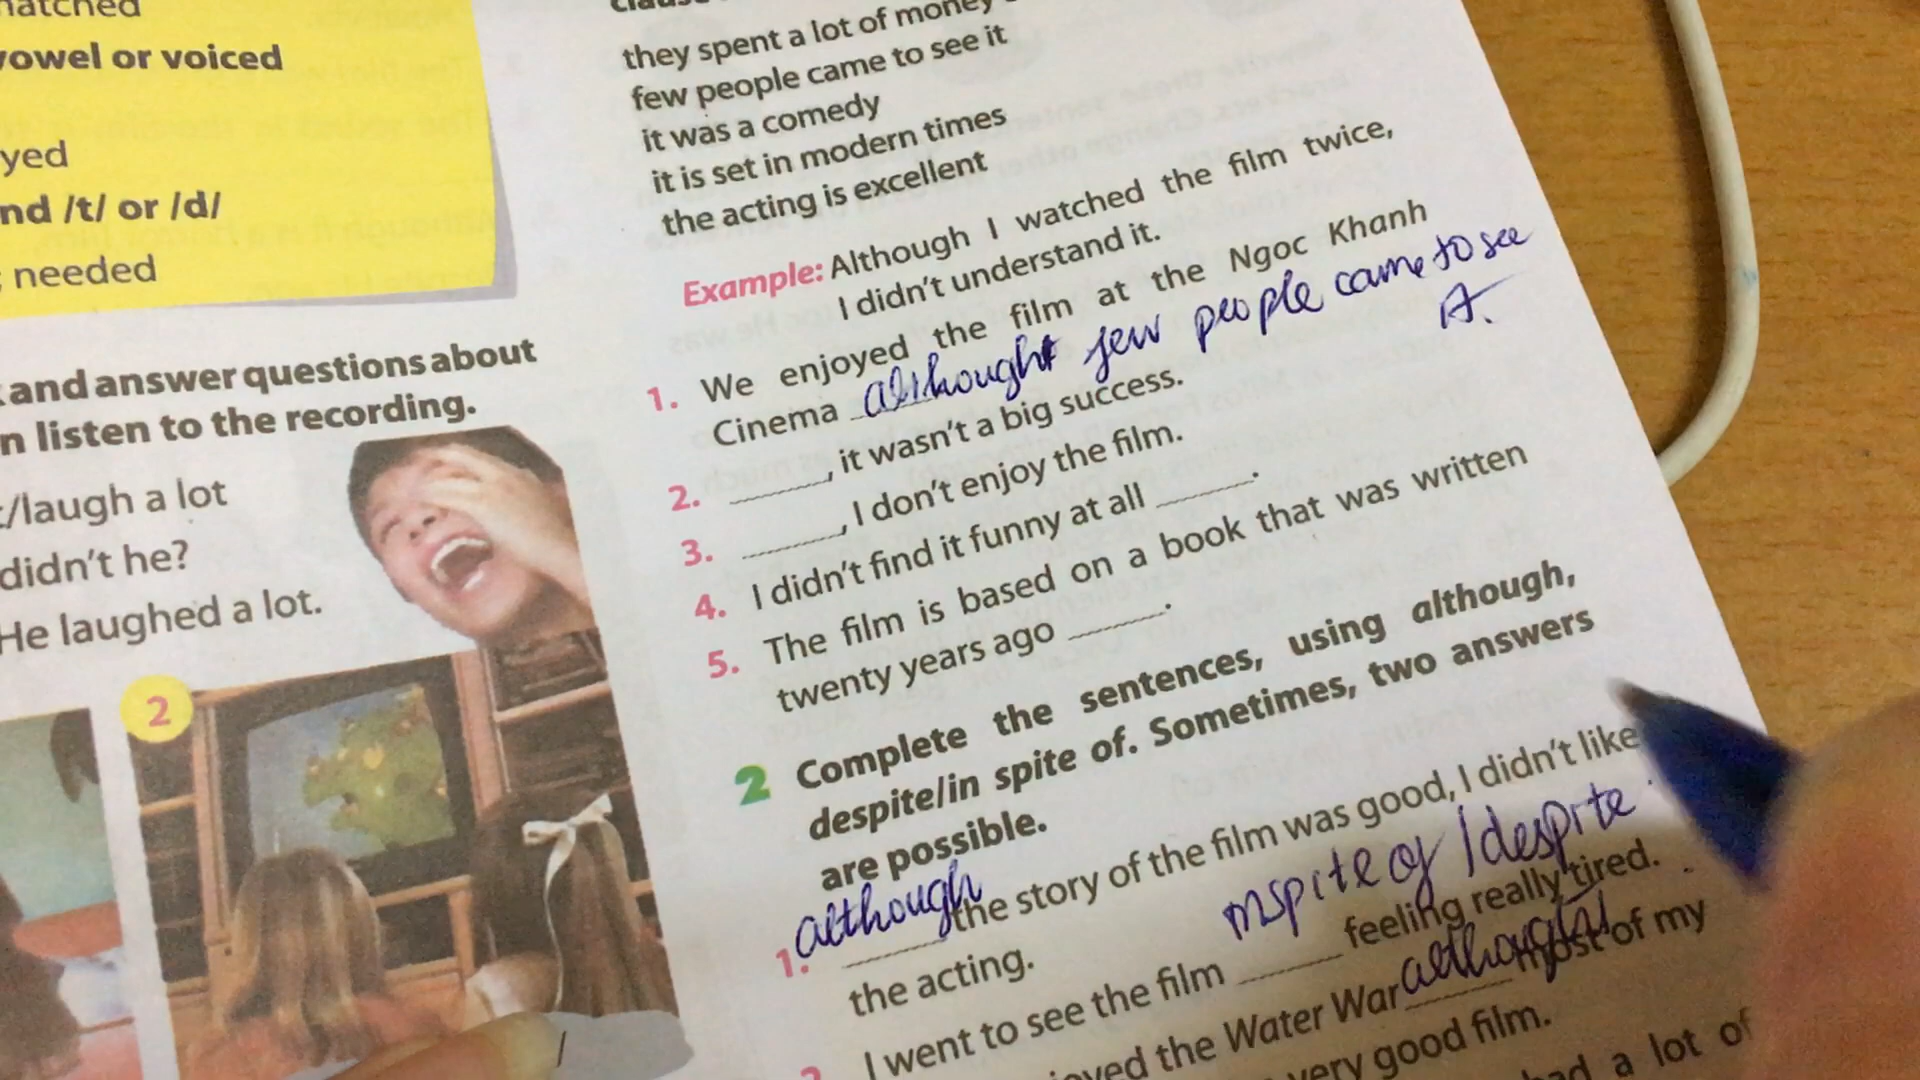 vowel or voiced
yed
nd /t/ or /d/
needed
and answer questions about
n listen to the recording.
/laugh a lot
didn't he?
He laughed a lot.
2
they spent a lot of money
few people came to see it
it was a comedy
it is set in modern times
the acting is excellent
Example: Although I watched the film twice,
I didn't understand it.
1. We enjoyed the film at the Ngoc Khanh
Cinema although few people came to see
it.
2. ______, it wasn't a big success.
3. ______, I don't enjoy the film.
4. I didn't find it funny at all ______.
5. The film is based on a book that was written
twenty years ago ______.
2 Complete the sentences, using although,
despite/in spite of. Sometimes, two answers
are possible.
although
1. ______ the story of the film was good, I didn't like
the acting.
inspite of / despite
I went to see the film ______ feeling really tired.
the Water War although most of my
very good film.
a lot of